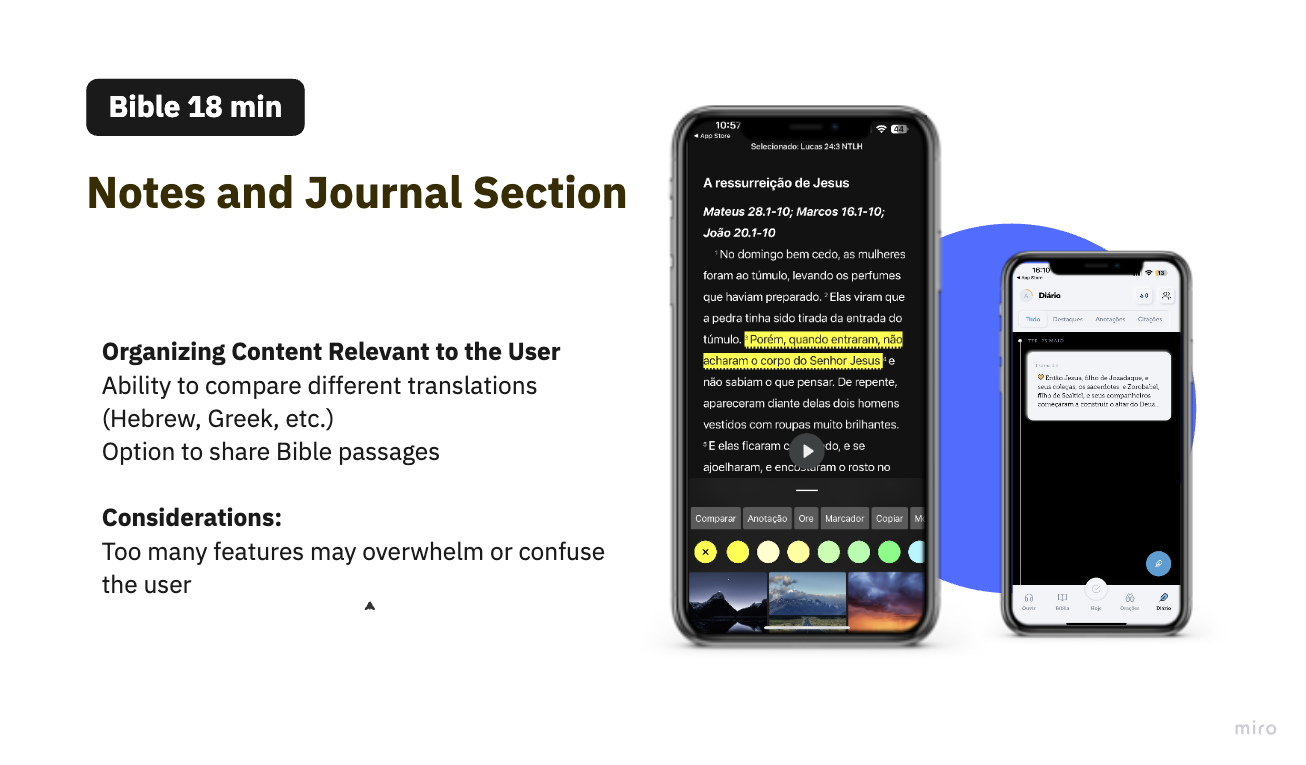 Bible 18 min
Notes and Journal Section
Organizing Content Relevant to the User
Ability to compare different translations
(Hebrew, Greek, etc.)
Option to share Bible passages
Considerations:
Too many features may overwhelm or confuse
the user
10:57
App Store
44
Selecionado: Lucas 24:3 NTLH
A ressurreição de Jesus
Mateus 28.1-10; Marcos 16.1-10;
João 20.1-10
1 No domingo bem cedo, as mulheres
foram ao túmulo, levando os perfumes
que haviam preparado. 2 Elas viram que
a pedra tinha sido tirada da entrada do
túmulo. 3 Porém, quando entraram, não
acharam o corpo do Senhor Jesus 4 e
não sabiam o que pensar. De repente,
apareceram diante delas dois homens
vestidos com roupas muito brilhantes.
5 E elas ficaram c do, e se
ajoelharam, e encostaram o rosto no
Comparar Anotação Ore Marcador Copiar
16:10
App Store
13
Diário
0
Tudo Destaques Anotações Citações
TER, 23 MAIO
Então Jesus, filho de Jozadaque, e
seus colegas, os sacerdotes, e Zorobabel,
filho de Sealtiel, e seus companheiros
começaram a construir o altar do Deus...
Ouvir Bíblia Hoje Orações Diário
miro